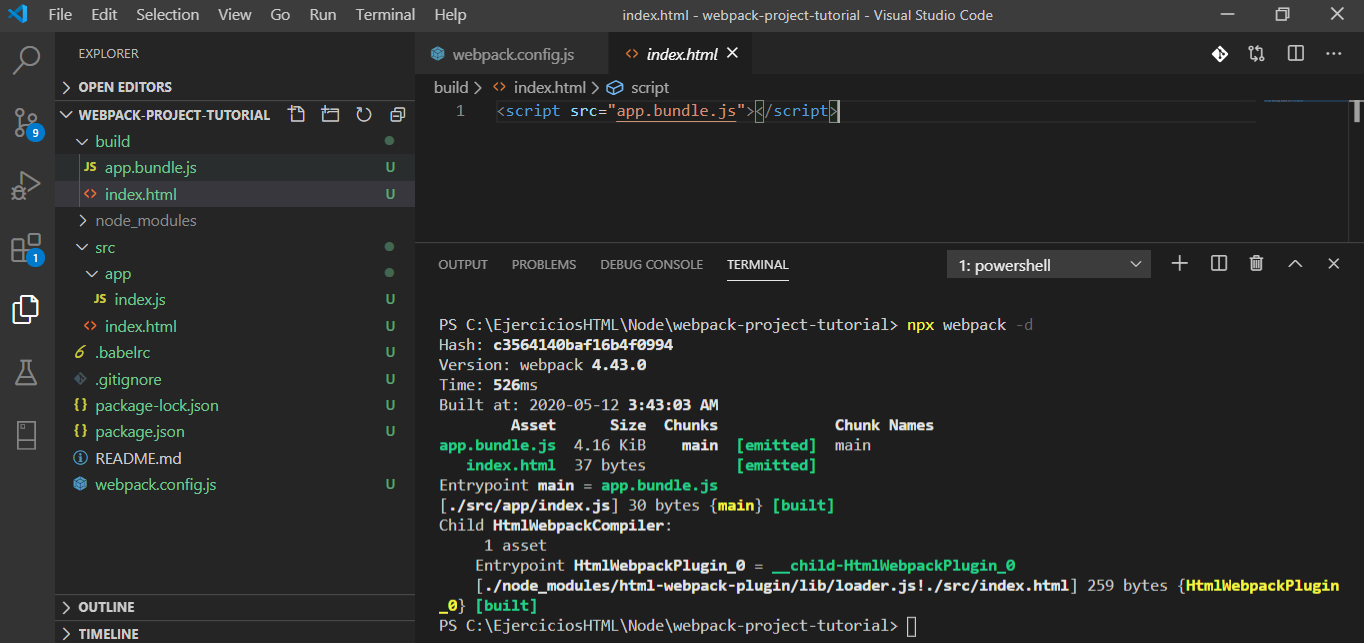 File Edit Selection View Go Run Terminal Help index.html - webpack-project-tutorial - Visual Studio Code
EXPLORER
OPEN EDITORS
WEBPACK-PROJECT-TUTORIAL
build
JS app.bundle.js U
<> index.html U
node_modules
src
app
JS index.js U
<> index.html U
.babelrc U
.gitignore U
{} package-lock.json U
{} package.json U
README.md
webpack.config.js U
OUTLINE
TIMELINE
9
1
webpack.config.js <> index.html
build > <> index.html > script
1 <script src="app.bundle.js"></script>
OUTPUT PROBLEMS DEBUG CONSOLE TERMINAL 1: powershell
PS C:\EjerciciosHTML\Node\webpack-project-tutorial> npx webpack -d
Hash: c3564140baf16b4f0994
Version: webpack 4.43.0
Time: 526ms
Built at: 2020-05-12 3:43:03 AM
Asset Size Chunks Chunk Names
app.bundle.js 4.16 KiB main [emitted] main
index.html 37 bytes [emitted]
Entrypoint main = app.bundle.js
[./src/app/index.js] 30 bytes {main} [built]
Child HtmlWebpackCompiler:
1 asset
Entrypoint HtmlWebpackPlugin_0 = __child-HtmlWebpackPlugin_0
[./node_modules/html-webpack-plugin/lib/loader.js!./src/index.html] 259 bytes {HtmlWebpackPlugin
_0} [built]
PS C:\EjerciciosHTML\Node\webpack-project-tutorial>